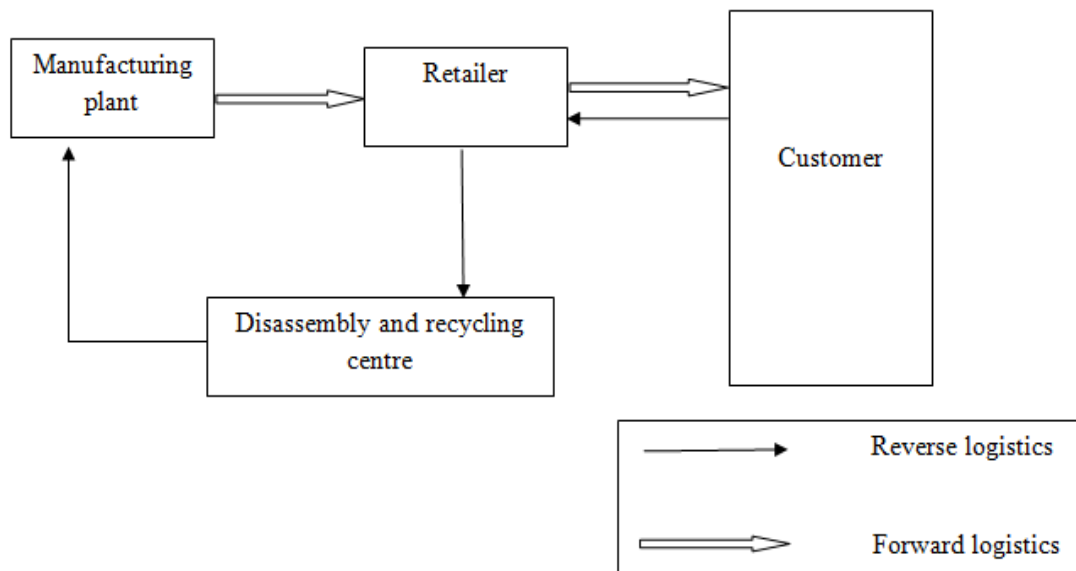 Manufacturing
plant
Retailer
Customer
Disassembly and recycling
centre
Reverse logistics
Forward logistics